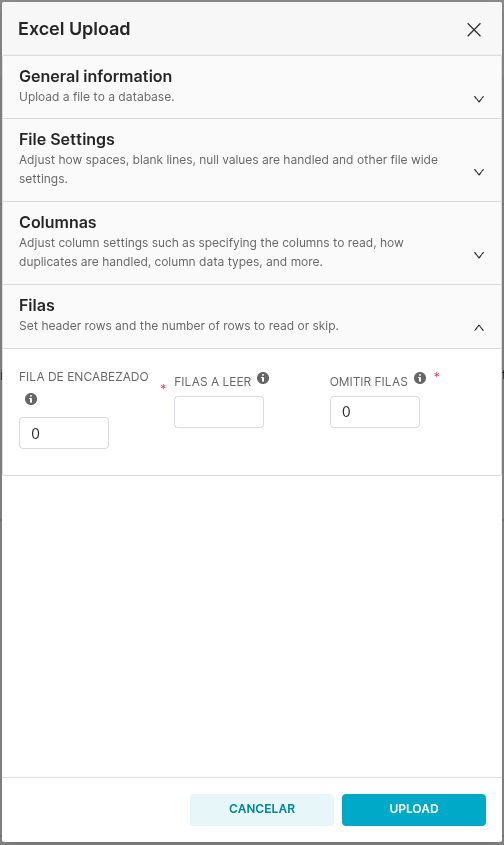 Excel Upload
General information
Upload a file to a database.
File Settings
Adjust how spaces, blank lines, null values are handled and other file wide
settings.
Columnas
Adjust column settings such as specifying the columns to read, how
duplicates are handled, column data types, and more.
Filas
Set header rows and the number of rows to read or skip.
FILA DE ENCABEZADO *
0
FILAS A LEER
OMITIR FILAS *
0
CANCELAR
UPLOAD